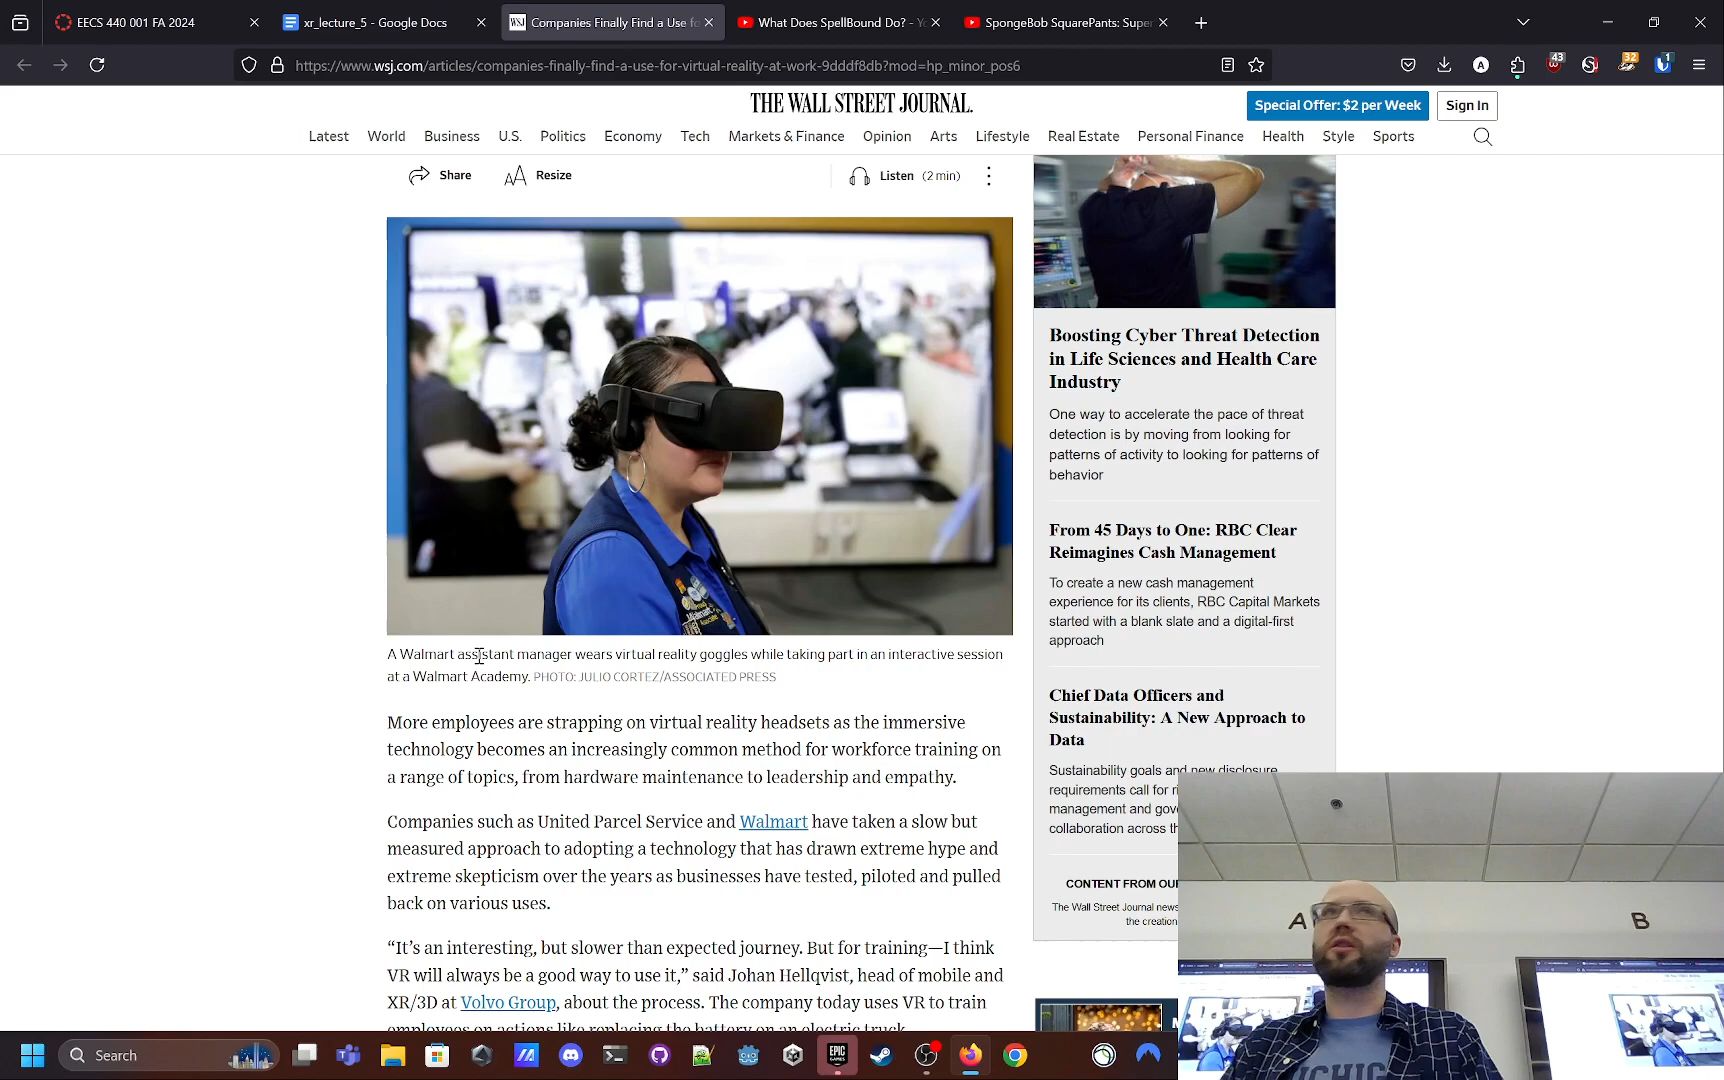 EECS 440 001 FA 2024
xr_lecture_5 - Google Docs
WSJ
Companies Finally Find a Use fo
What Does SpellBound Do? - Yo
SpongeBob SquarePants: Super
https://www.wsj.com/articles/companies-finally-find-a-use-for-virtual-reality-at-work-9dddf8db?mod=hp_minor_pos6
A
43
32
1
THE WALL STREET JOURNAL.
Special Offer: $2 per Week
Sign In
Latest World Business U.S. Politics Economy Tech Markets & Finance Opinion Arts Lifestyle Real Estate Personal Finance Health Style Sports
Share
AA Resize
Listen (2 min)
A Walmart assistant manager wears virtual reality goggles while taking part in an interactive session
at a Walmart Academy. PHOTO: JULIO CORTEZ/ASSOCIATED PRESS
More employees are strapping on virtual reality headsets as the immersive
technology becomes an increasingly common method for workforce training on
a range of topics, from hardware maintenance to leadership and empathy.
Companies such as United Parcel Service and Walmart have taken a slow but
measured approach to adopting a technology that has drawn extreme hype and
extreme skepticism over the years as businesses have tested, piloted and pulled
back on various uses.
“It’s an interesting, but slower than expected journey. But for training—I think
VR will always be a good way to use it,” said Johan Hellqvist, head of mobile and
XR/3D at Volvo Group, about the process. The company today uses VR to train
employees on actions like replacing the battery on an electric truck.
Boosting Cyber Threat Detection
in Life Sciences and Health Care
Industry
One way to accelerate the pace of threat
detection is by moving from looking for
patterns of activity to looking for patterns of
behavior
From 45 Days to One: RBC Clear
Reimagines Cash Management
To create a new cash management
experience for its clients, RBC Capital Markets
started with a blank slate and a digital-first
approach
Chief Data Officers and
Sustainability: A New Approach to
Data
Sustainability goals and new disclosure
requirements call for
management and gov
collaboration across th
CONTENT FROM OUR
The Wall Street Journal news
the creation
A
B
Search
EPIC
GAMES